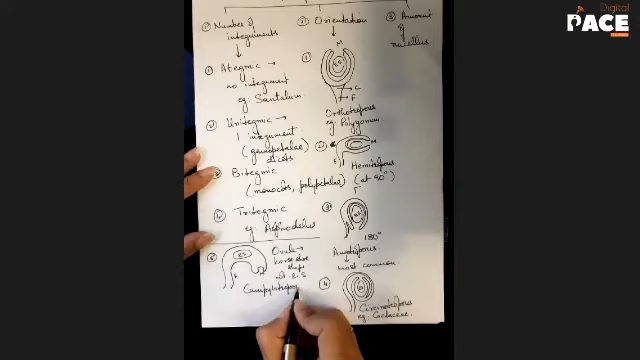 Digital
PACE
1) Number of
integuments
1) Ategmic →
no integument
eg: Santalum
2) Unitegmic →
1 integument
(gamopetalae)
dicots
3) Bitegmic
(monocots, polypetalae)
4) Tritegmic
eg: Asphodelus
2) Orientation
1) M
E.S
C
F
Orthotropous
eg: Polygonum
2) M
F
Hemitropous
(at 90°)
3)
180°
Anatropous
most common
4)
Circinotropous
eg: Cactaceae
5) E.S
M
Ovule →
horse shoe
shape
E.S
Campylotropo
3) Amount
of
nucellus